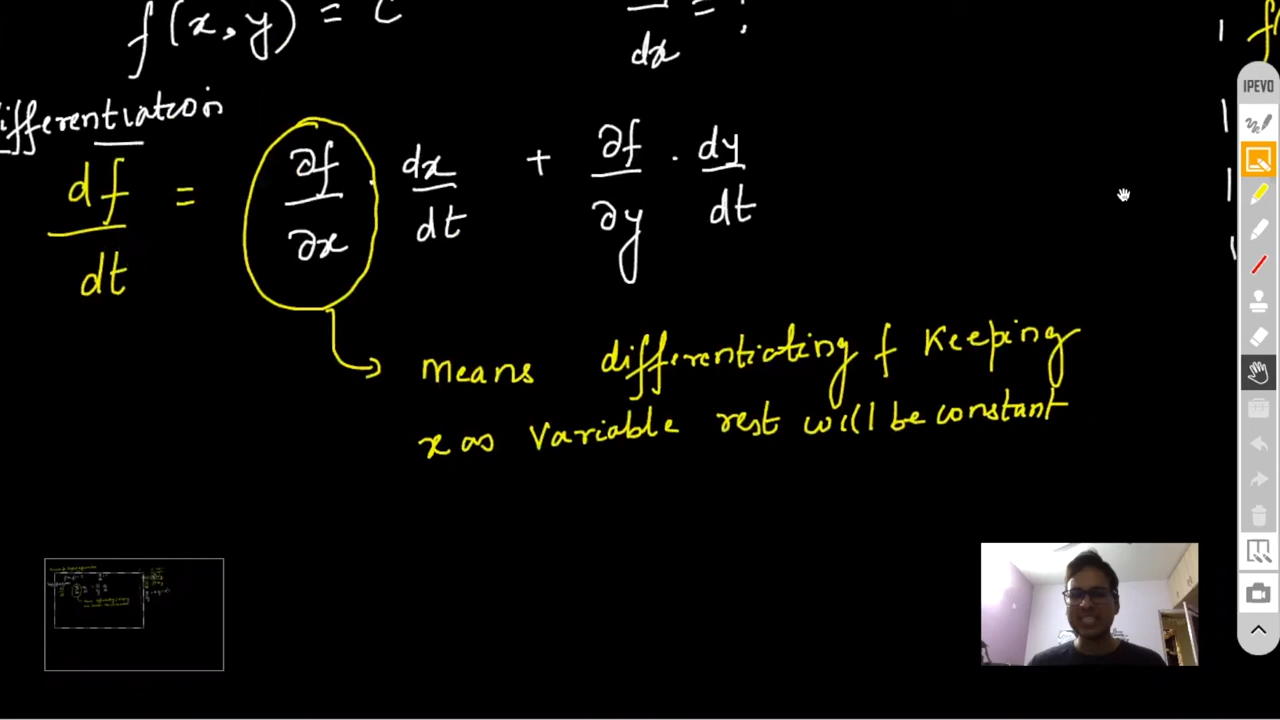 f(x, y) = C
dx = ?
ifferentiation
df/dt = ∂f/∂x dx/dt + ∂f/∂y · dy/dt
means differentiating f keeping
x as variable rest will be constant
IPEVO